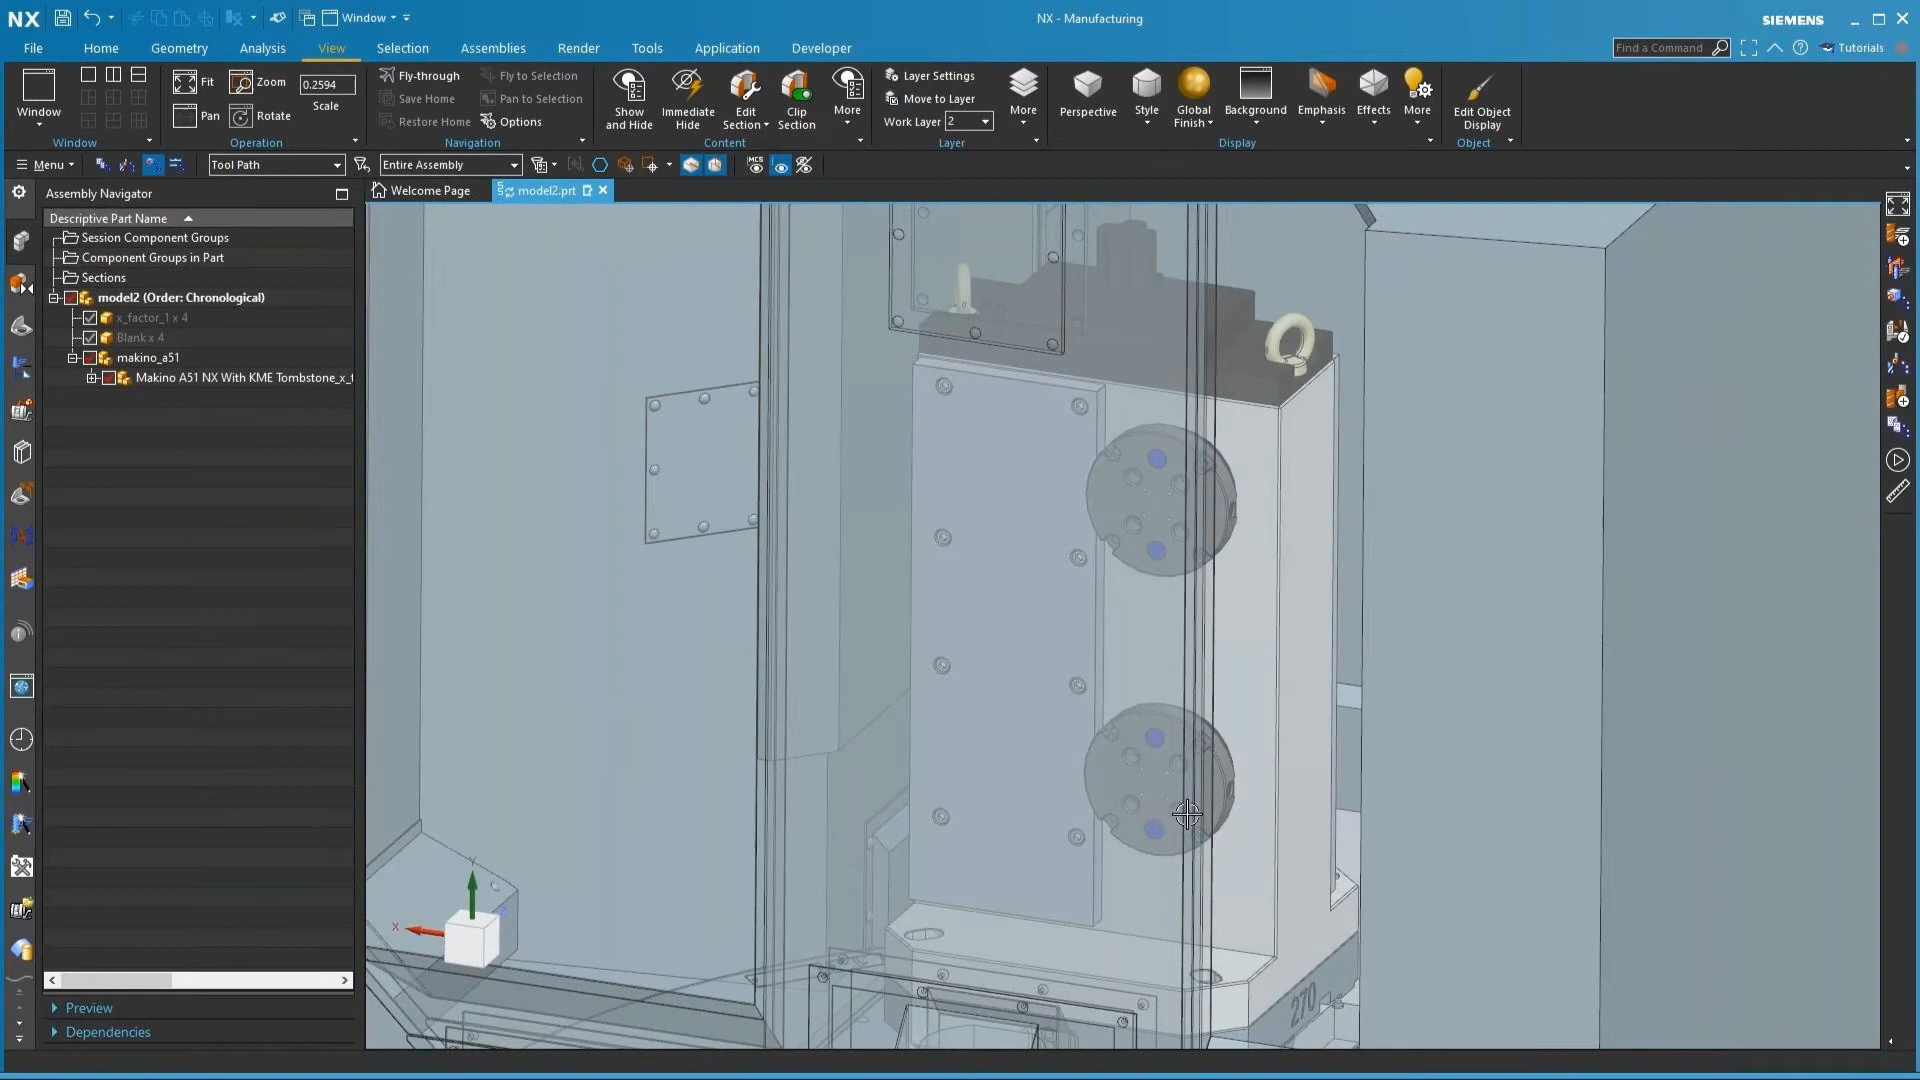 NX
Window
NX - Manufacturing
SIEMENS
File
Home
Geometry
Analysis
View
Selection
Assemblies
Render
Tools
Application
Developer
Find a Command
Tutorials
Window
Fit
Zoom
0.2594
Pan
Rotate
Scale
Fly-through
Fly to Selection
Save Home
Pan to Selection
Restore Home
Options
Show and Hide
Immediate Hide
Edit Section
Clip Section
More
Layer Settings
Move to Layer
Work Layer 2
More
Perspective
Style
Global Finish
Background
Emphasis
Effects
More
Edit Object Display
Window
Operation
Navigation
Content
Layer
Display
Object
Menu
Tool Path
Entire Assembly
MCS
Assembly Navigator
Welcome Page
model2.prt
Descriptive Part Name
Session Component Groups
Component Groups in Part
Sections
model2 (Order: Chronological)
x_factor_1 x 4
Blank x 4
makino_a51
Makino A51 NX With KME Tombstone_x_
Preview
Dependencies
Y
X
270